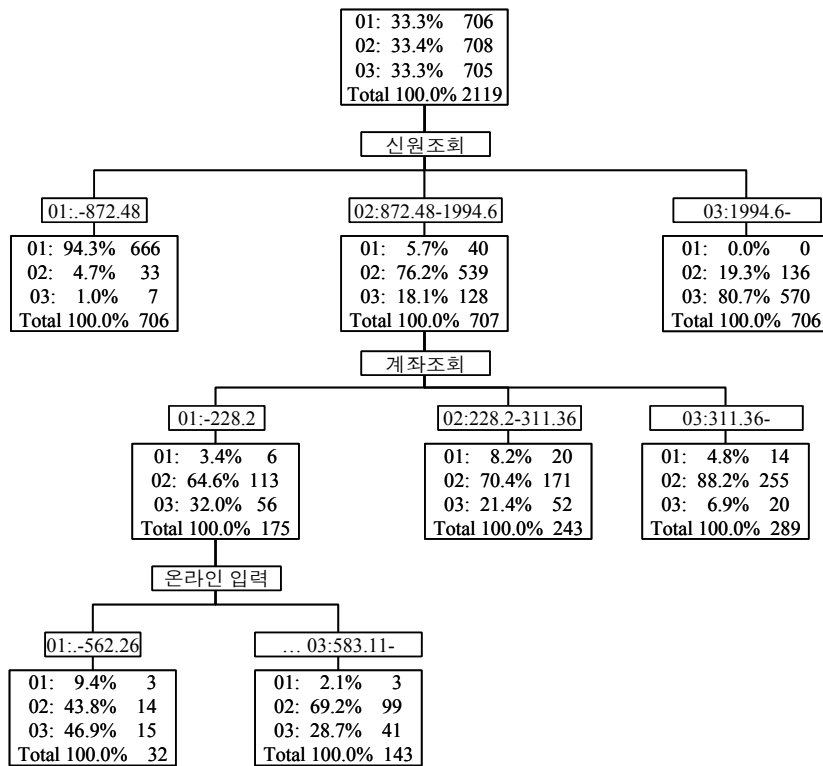 01: 33.3% 706
02: 33.4% 708
03: 33.3% 705
Total 100.0% 2119
신원조회
01:.-872.48
01: 94.3% 666
02: 4.7% 33
03: 1.0% 7
Total 100.0% 706
02:872.48-1994.6
01: 5.7% 40
02: 76.2% 539
03: 18.1% 128
Total 100.0% 707
03:1994.6-
01: 0.0% 0
02: 19.3% 136
03: 80.7% 570
Total 100.0% 706
계좌조회
01:-228.2
01: 3.4% 6
02: 64.6% 113
03: 32.0% 56
Total 100.0% 175
02:228.2-311.36
01: 8.2% 20
02: 70.4% 171
03: 21.4% 52
Total 100.0% 243
03:311.36-
01: 4.8% 14
02: 88.2% 255
03: 6.9% 20
Total 100.0% 289
온라인 입력
01:.-562.26
01: 9.4% 3
02: 43.8% 14
03: 46.9% 15
Total 100.0% 32
… 03:583.11-
01: 2.1% 3
02: 69.2% 99
03: 28.7% 41
Total 100.0% 143